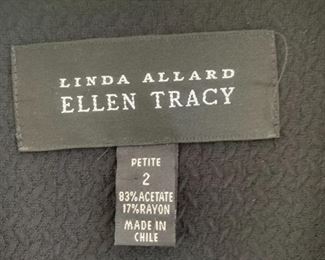 LINDA ALLARD
ELLEN TRACY
PETITE
2
83% ACETATE
17% RAYON
MADE IN
CHILE